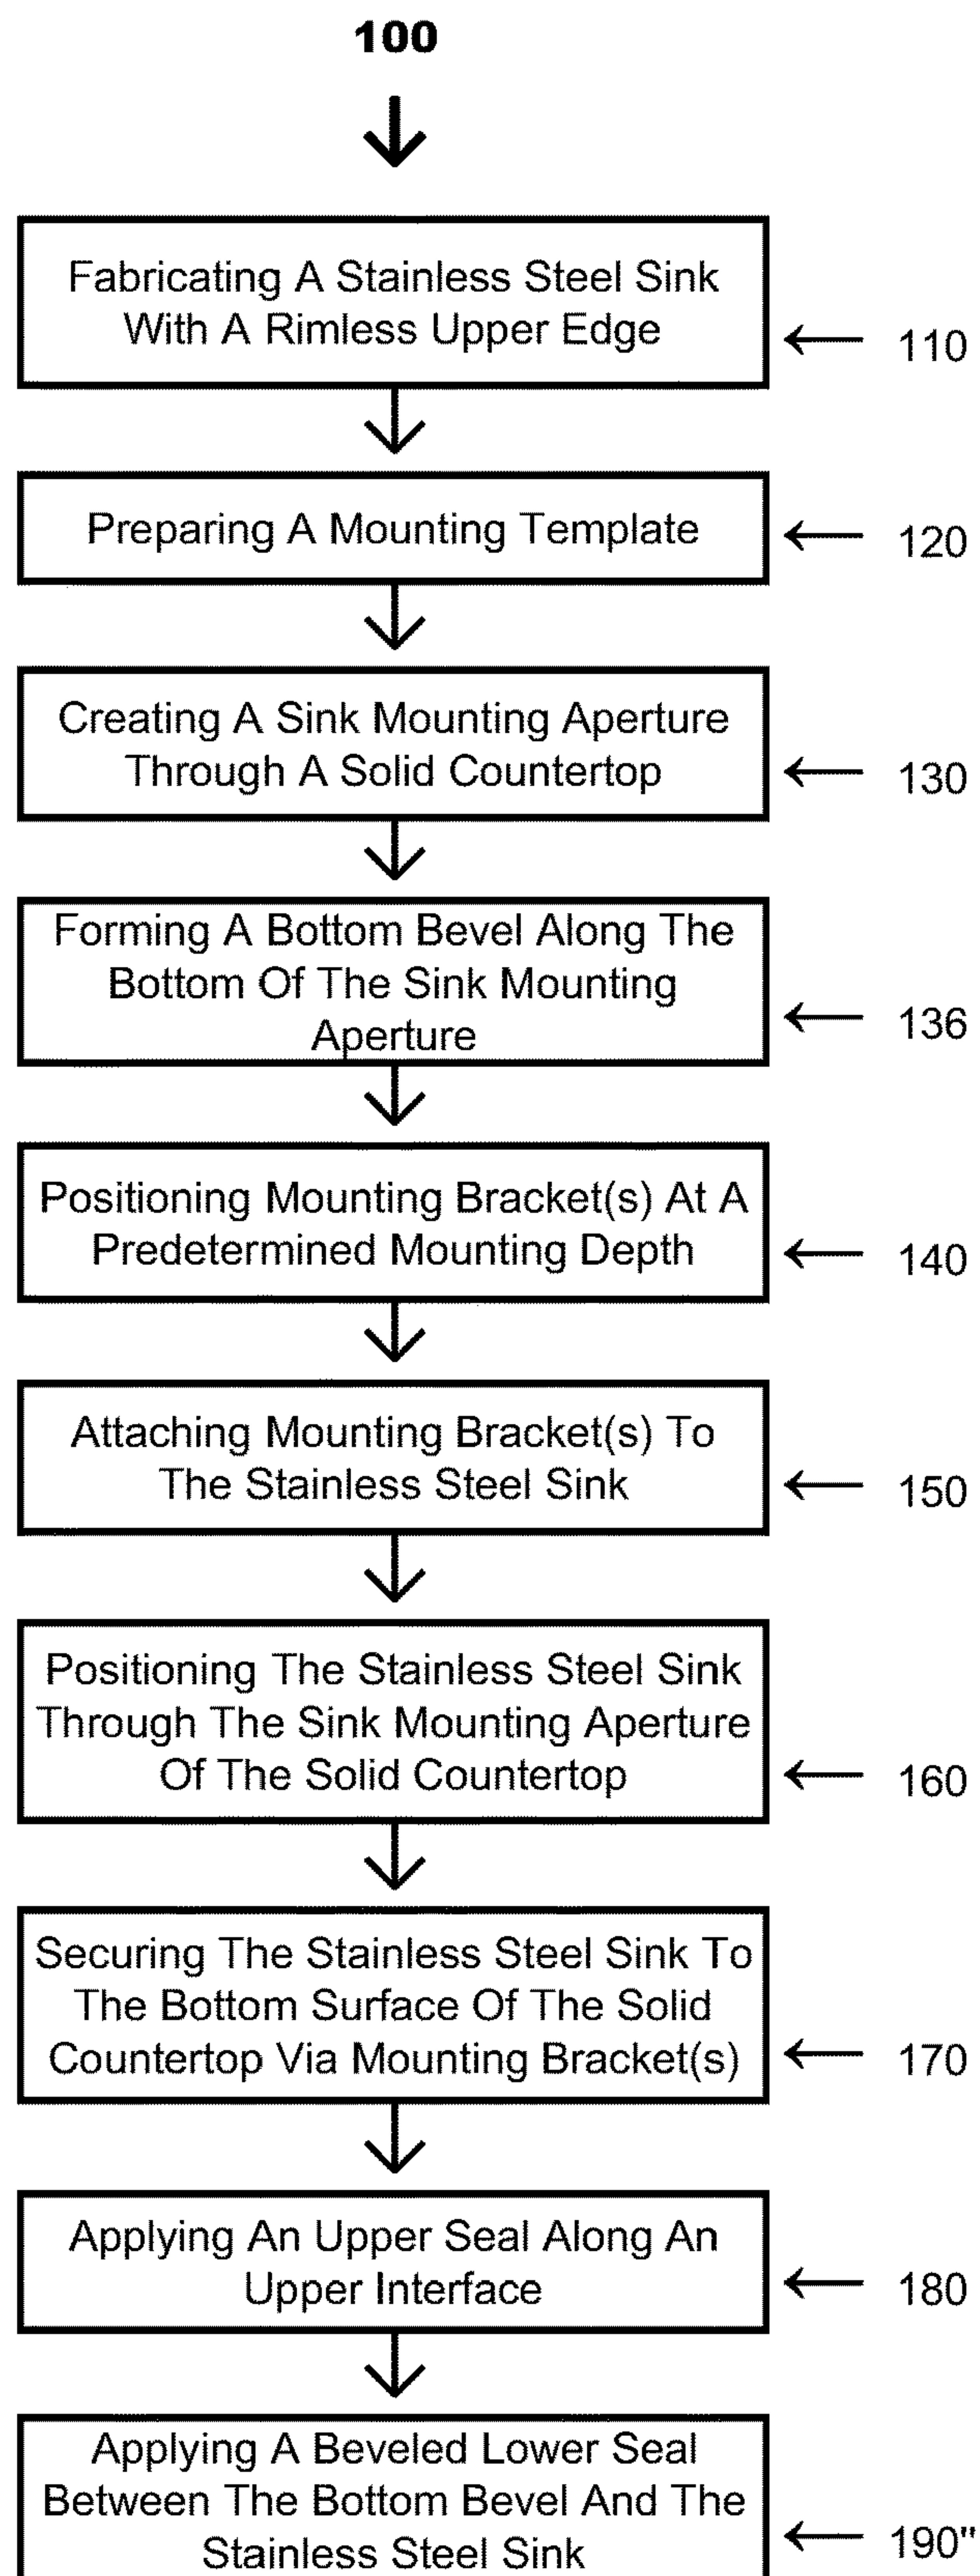 100
Fabricating A Stainless Steel Sink
With A Rimless Upper Edge
110
Preparing A Mounting Template
120
Creating A Sink Mounting Aperture
Through A Solid Countertop
130
Forming A Bottom Bevel Along The
Bottom Of The Sink Mounting
Aperture
136
Positioning Mounting Bracket(s) At A
Predetermined Mounting Depth
140
Attaching Mounting Bracket(s) To
The Stainless Steel Sink
150
Positioning The Stainless Steel Sink
Through The Sink Mounting Aperture
Of The Solid Countertop
160
Securing The Stainless Steel Sink To
The Bottom Surface Of The Solid
Countertop Via Mounting Bracket(s)
170
Applying An Upper Seal Along An
Upper Interface
180
Applying A Beveled Lower Seal
Between The Bottom Bevel And The
Stainless Steel Sink
190"